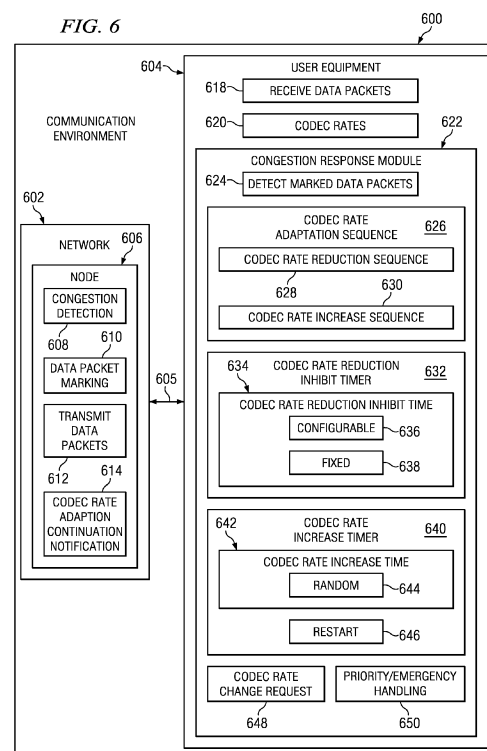 FIG. 6
600
604
USER EQUIPMENT
618
RECEIVE DATA PACKETS
COMMUNICATION
ENVIRONMENT
620
CODEC RATES
622
CONGESTION RESPONSE MODULE
624
DETECT MARKED DATA PACKETS
602
NETWORK
606
NODE
CONGESTION
DETECTION
608
610
DATA PACKET
MARKING
TRANSMIT
DATA
PACKETS
612
614
CODEC RATE
ADAPTION
CONTINUATION
NOTIFICATION
605
CODEC RATE
ADAPTATION SEQUENCE
626
CODEC RATE REDUCTION SEQUENCE
628
630
CODEC RATE INCREASE SEQUENCE
634
CODEC RATE REDUCTION
INHIBIT TIMER
632
CODEC RATE REDUCTION INHIBIT TIME
CONFIGURABLE
636
FIXED
638
642
CODEC RATE
INCREASE TIMER
640
CODEC RATE INCREASE TIME
RANDOM
644
RESTART
646
CODEC RATE
CHANGE REQUEST
648
PRIORITY/EMERGENCY
HANDLING
650